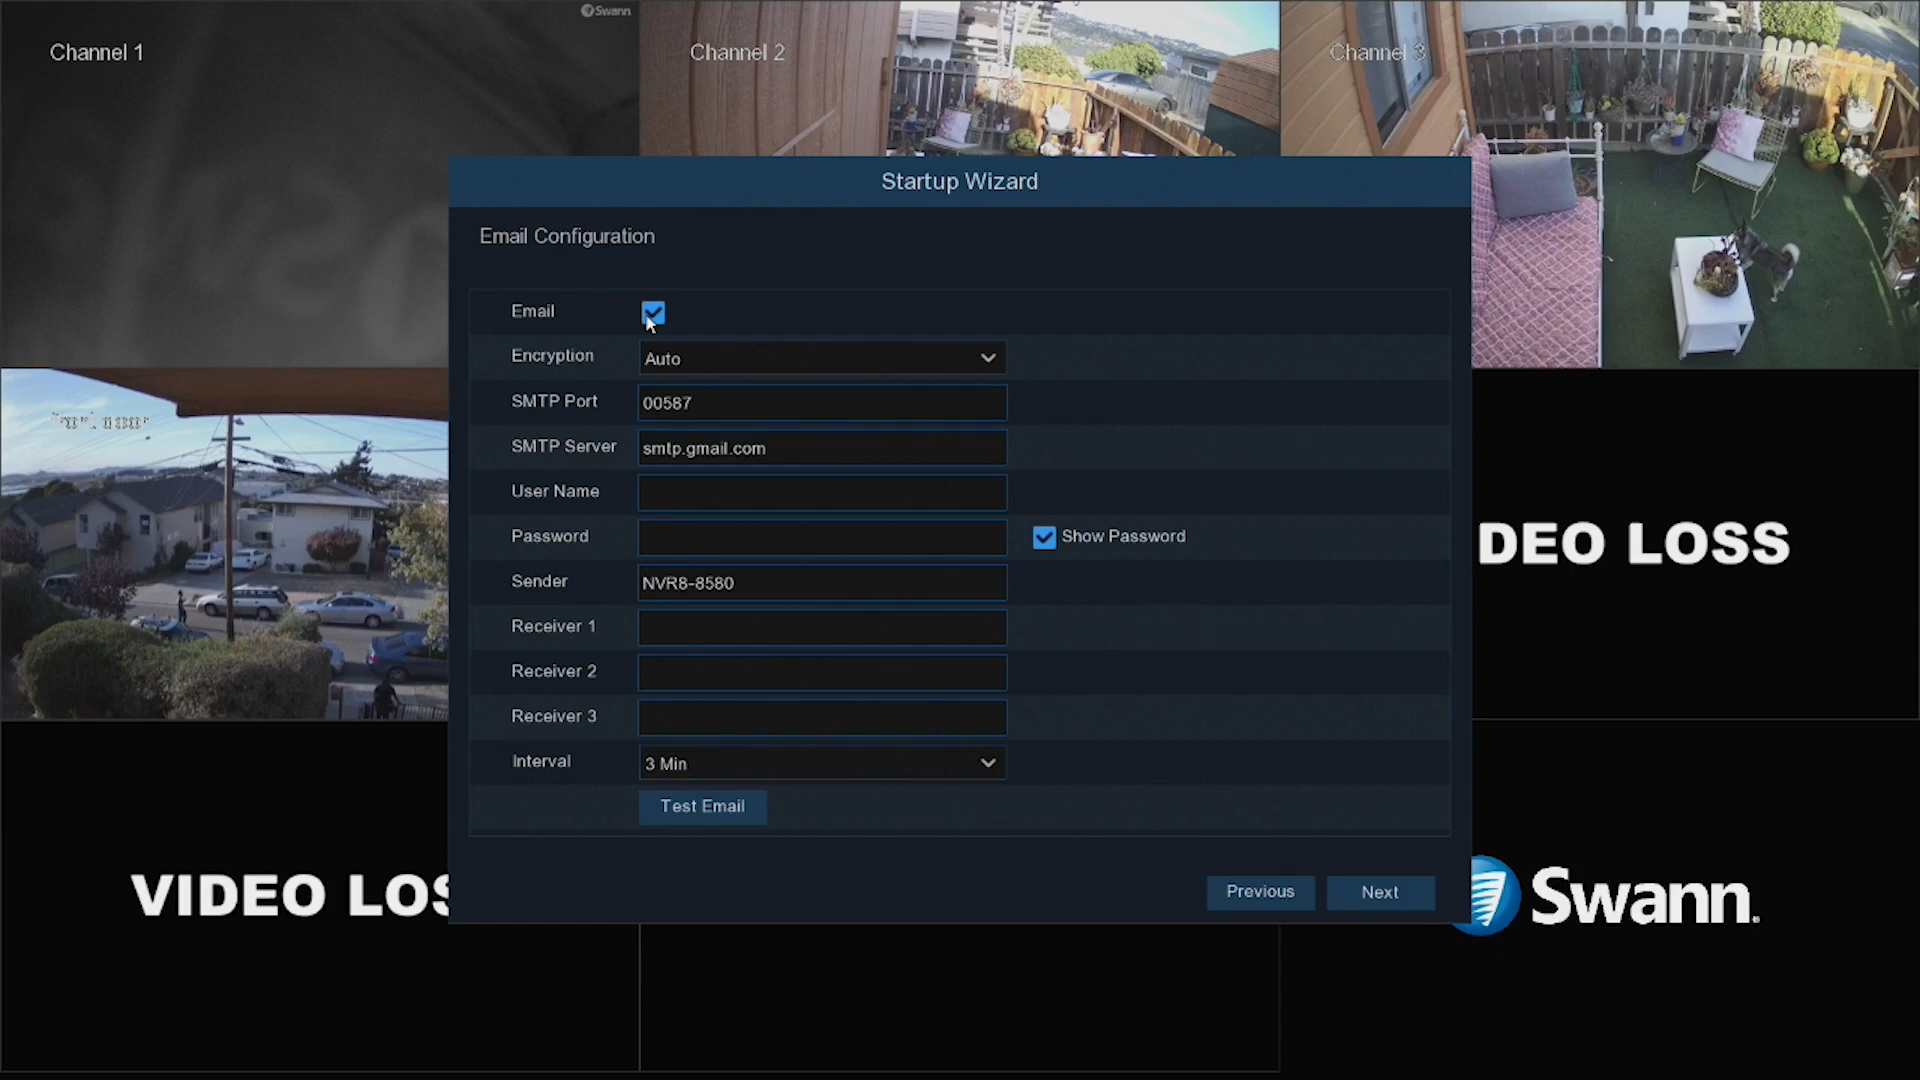 Swann
Channel 1
Channel 2
Channel 3
Startup Wizard
Email Configuration
Email
Encryption
Auto
SMTP Port
00587
SMTP Server
smtp.gmail.com
User Name
Password
Show Password
Sender
NVR8-8580
Receiver 1
Receiver 2
Receiver 3
Interval
3 Min
Test Email
Previous
Next
DEO LOSS
VIDEO LOS
Swann.